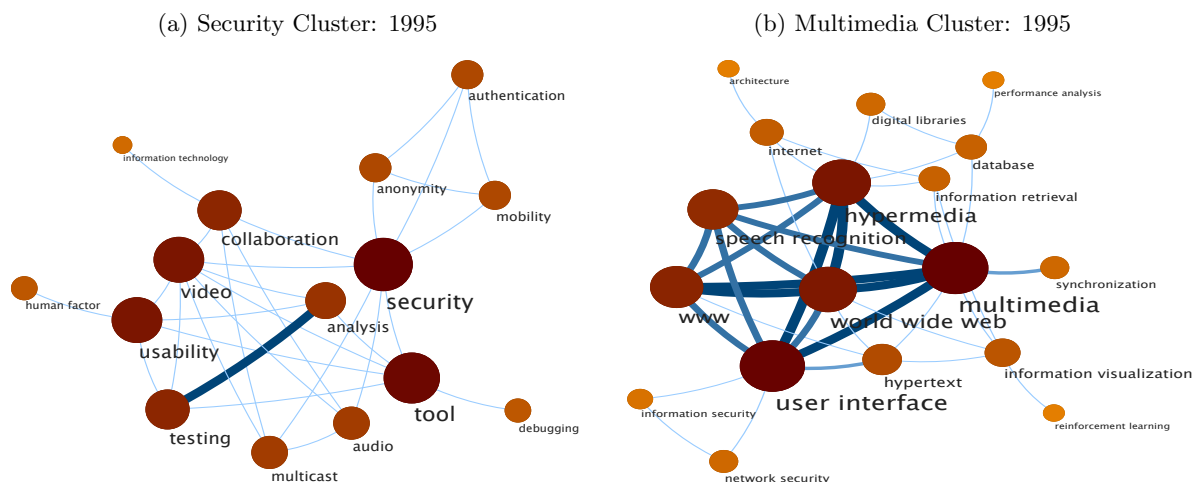 (a) Security Cluster: 1995
authentication
information technology
anonymity
mobility
collaboration
video
security
human factor
analysis
usability
tool
debugging
testing
audio
multicast
(b) Multimedia Cluster: 1995
architecture
performance analysis
digital libraries
internet
database
information retrieval
hypermedia
speech recognition
synchronization
multimedia
www
world wide web
information visualization
hypertext
user interface
information security
reinforcement learning
network security